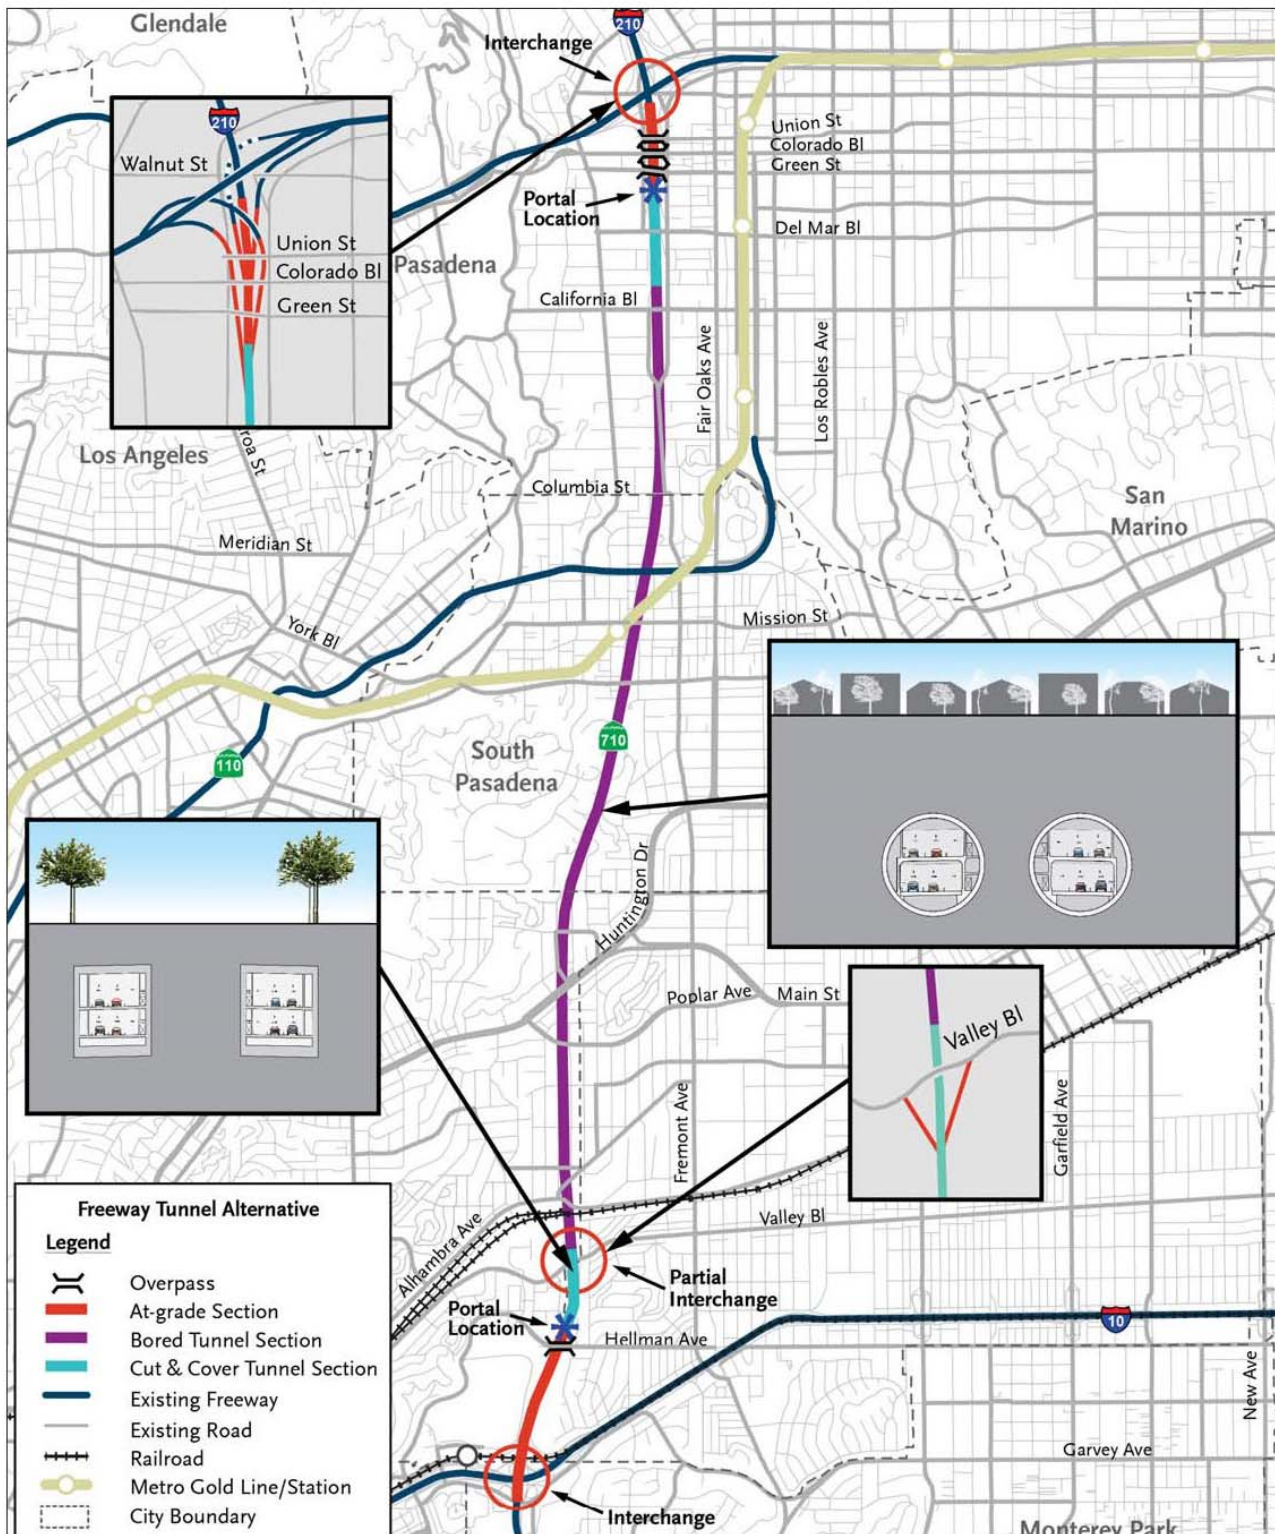 Glendale
210
Interchange
210
Walnut St
Union St
Colorado Bl
Green St
Union St
Colorado Bl
Green St
Portal
Location
Del Mar Bl
Pasadena
California Bl
Fair Oaks Ave
Los Robles Ave
Los Angeles
roa St
Columbia St
San
Marino
Meridian St
York Bl
Mission St
110
South
Pasadena
710
Huntington Dr
Poplar Ave
Main St
Valley Bl
Fremont Ave
Garfield Ave
Alhambra Ave
Valley Bl
Partial
Interchange
Portal
Location
Hellman Ave
10
New Ave
Garvey Ave
Interchange
Monterey Park
Freeway Tunnel Alternative
Legend
Overpass
At-grade Section
Bored Tunnel Section
Cut & Cover Tunnel Section
Existing Freeway
Existing Road
Railroad
Metro Gold Line/Station
City Boundary